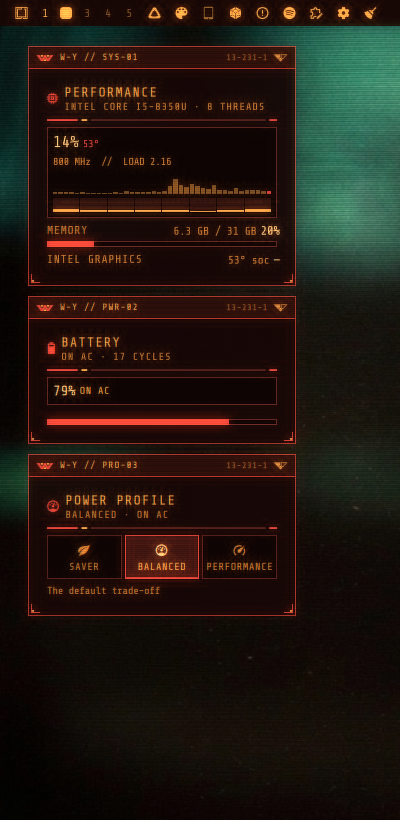 1 3 4 5
W-Y // SYS-01 13-231-1
PERFORMANCE
INTEL CORE I5-8350U · 8 THREADS
14% 53°
800 MHz // LOAD 2.16
MEMORY 6.3 GB / 31 GB 20%
INTEL GRAPHICS 53° soc —
W-Y // PWR-02 13-231-1
BATTERY
ON AC · 17 CYCLES
79% ON AC
W-Y // PRO-03 13-231-1
POWER PROFILE
BALANCED · ON AC
SAVER BALANCED PERFORMANCE
The default trade-off